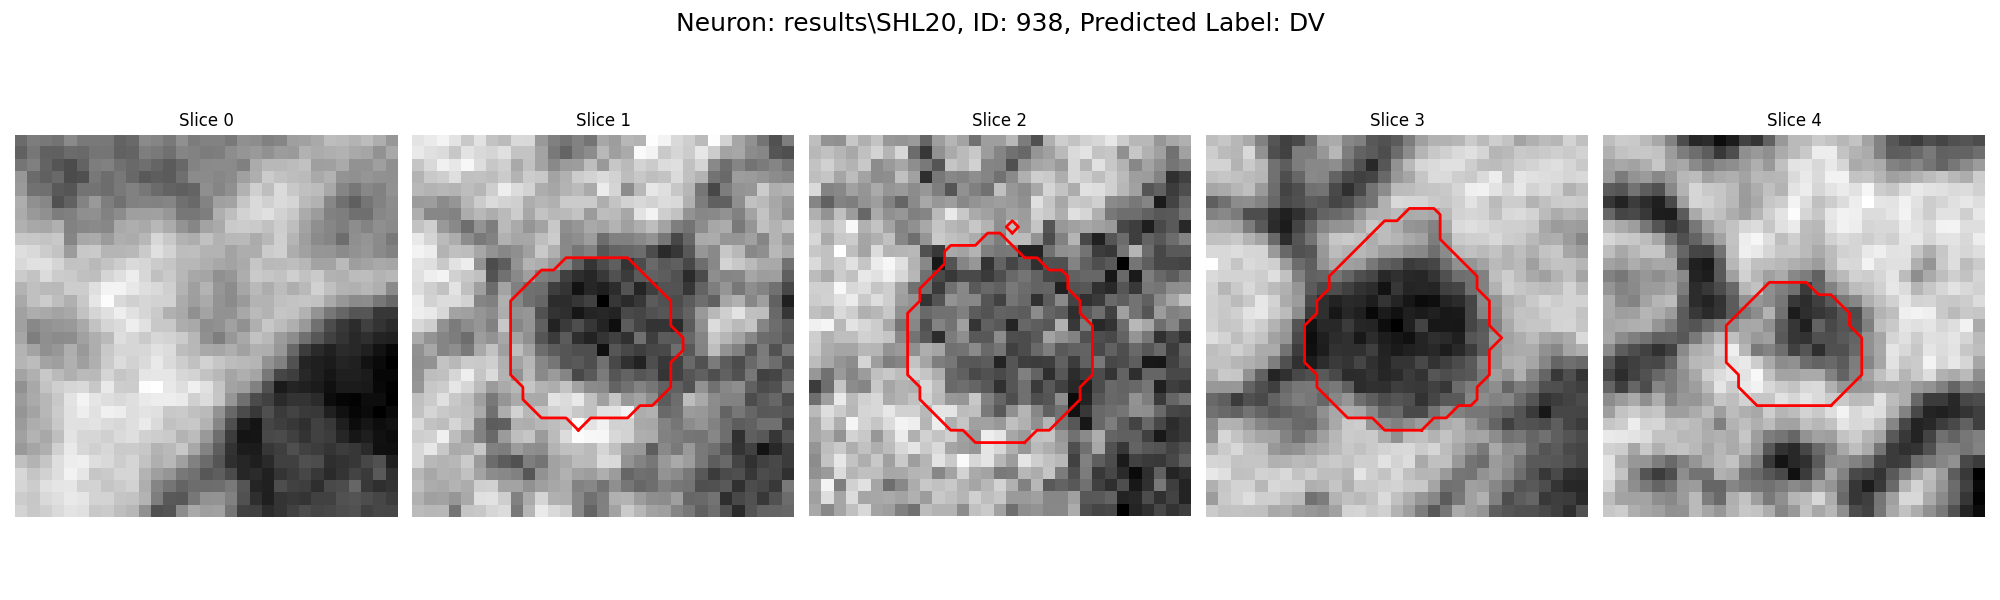 Neuron: results\SHL20, ID: 938, Predicted Label: DV
Slice 0
Slice 1
Slice 2
Slice 3
Slice 4